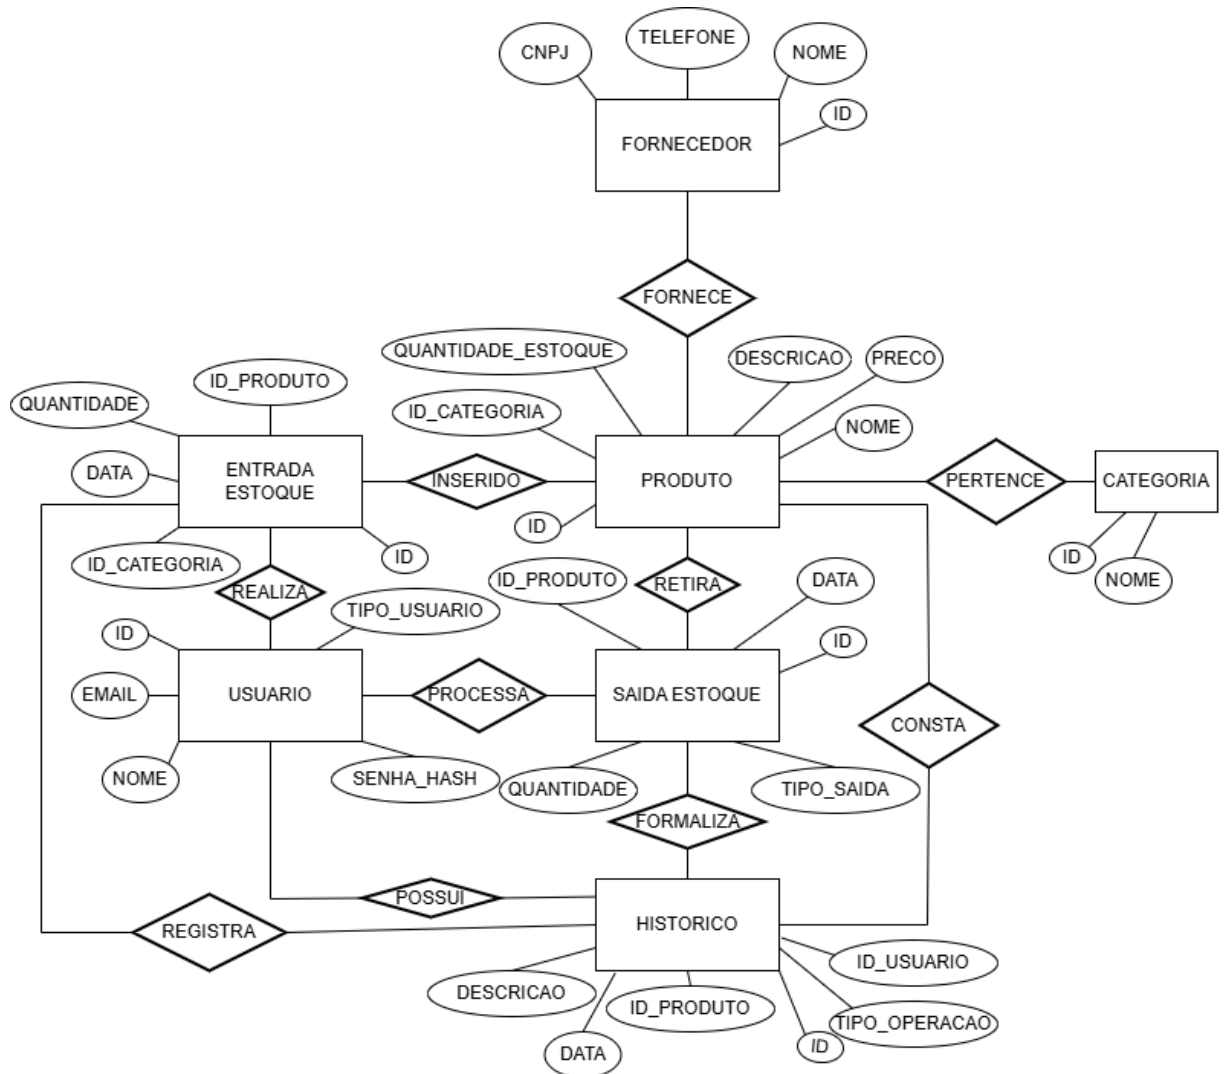 TELEFONE
CNPJ
NOME
ID
FORNECEDOR
FORNECE
QUANTIDADE_ESTOQUE
DESCRICAO
PRECO
ID_PRODUTO
QUANTIDADE
ID_CATEGORIA
NOME
DATA
ENTRADA
ESTOQUE
INSERIDO
PRODUTO
PERTENCE
CATEGORIA
ID
ID_CATEGORIA
ID
ID
NOME
REALIZA
ID_PRODUTO
RETIRA
DATA
TIPO_USUARIO
ID
ID
EMAIL
USUARIO
PROCESSA
SAIDA ESTOQUE
CONSTA
NOME
SENHA_HASH
QUANTIDADE
TIPO_SAIDA
FORMALIZA
POSSUI
REGISTRA
HISTORICO
ID_USUARIO
DESCRICAO
ID_PRODUTO
TIPO_OPERACAO
DATA
ID